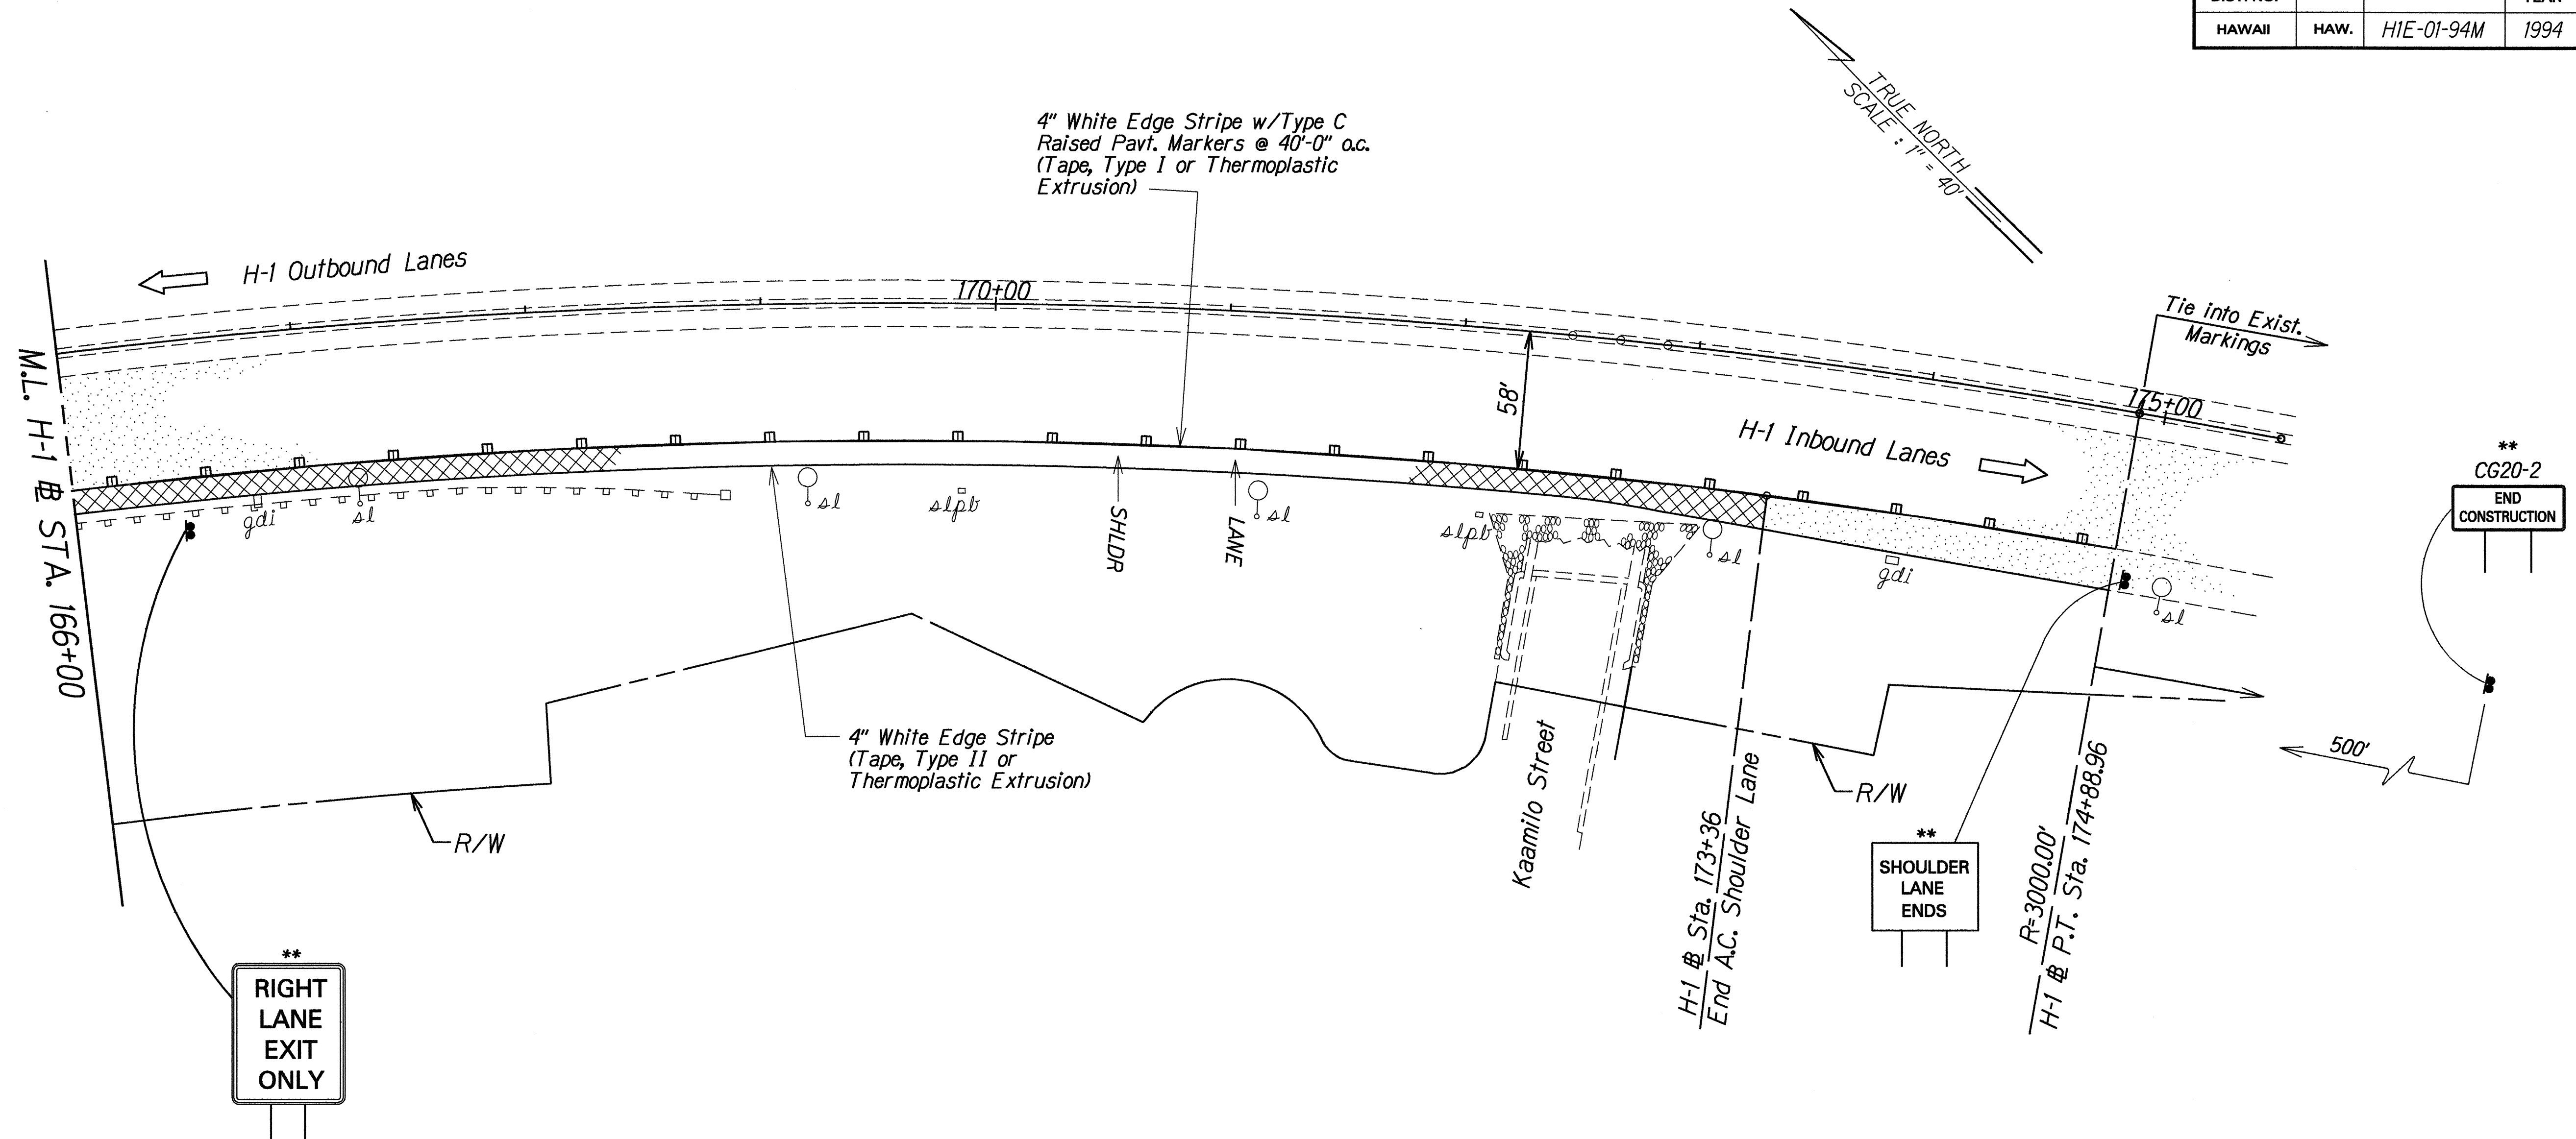 HAWAII HAW. H1E-01-94M 1994
TRUE NORTH
SCALE : 1" = 40'
4" White Edge Stripe w/Type C
Raised Pavt. Markers @ 40'-0" o.c.
(Tape, Type I or Thermoplastic
Extrusion)
H-1 Outbound Lanes
170+00
Tie into Exist.
Markings
175+00
58'
H-1 Inbound Lanes
**
CG20-2
END
CONSTRUCTION
M.L. H-1 BL STA. 166+00
gdi
sl
sl
slpb
SHLDR
LANE
sl
slpb
sl
gdi
sl
4" White Edge Stripe
(Tape, Type II or
Thermoplastic Extrusion)
R/W
Kaamilo Street
H-1 BL Sta. 173+36
End A.C. Shoulder Lane
R/W
**
SHOULDER
LANE
ENDS
R=3000.00'
H-1 BL P.T. Sta. 174+88.96
500'
**
RIGHT
LANE
EXIT
ONLY